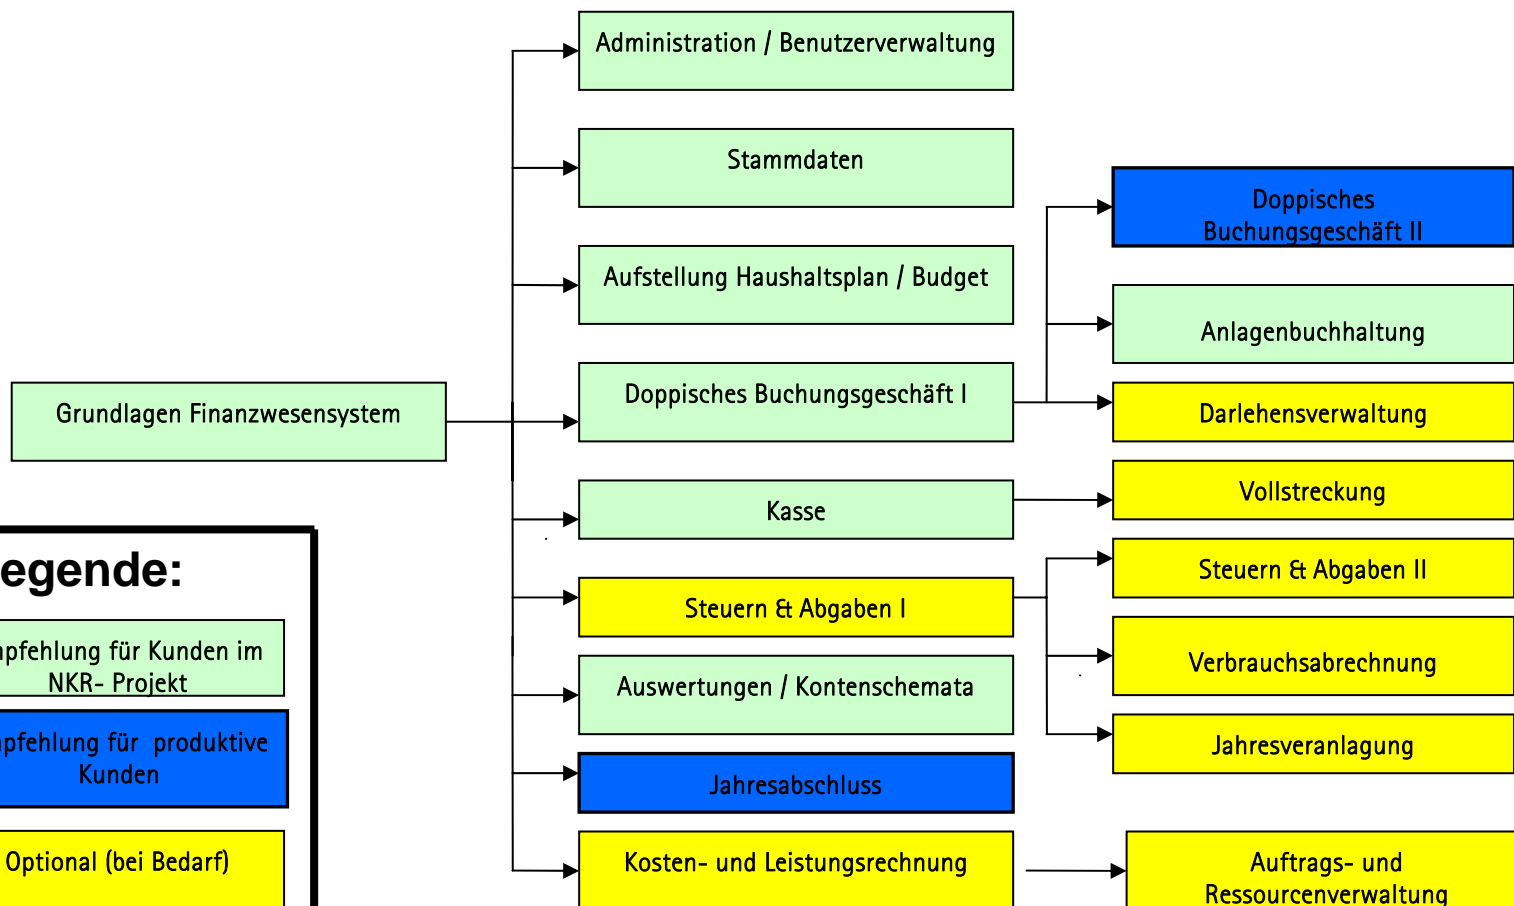 Administration / Benutzerverwaltung
Stammdaten
Aufstellung Haushaltsplan / Budget
Doppisches Buchungsgeschäft I
Grundlagen Finanzwesensystem
Kasse
Steuern & Abgaben I
Auswertungen / Kontenschemata
Jahresabschluss
Kosten- und Leistungsrechnung
Doppisches
Buchungsgeschäft II
Anlagenbuchhaltung
Darlehensverwaltung
Vollstreckung
Steuern & Abgaben II
Verbrauchsabrechnung
Jahresveranlagung
Auftrags- und
Ressourcenverwaltung
egende:
pfehlung für Kunden im
NKR- Projekt
pfehlung für produktive
Kunden
Optional (bei Bedarf)